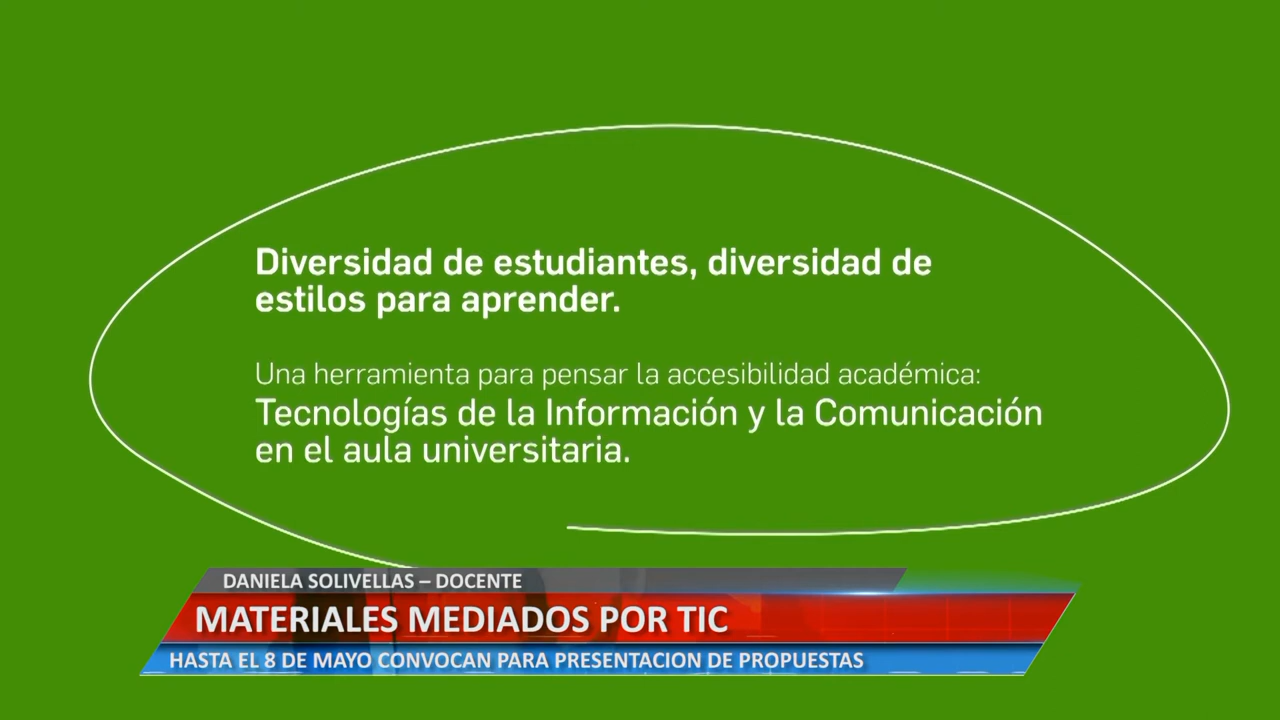 Diversidad de estudiantes, diversidad de
estilos para aprender.
Una herramienta para pensar la accesibilidad académica:
Tecnologías de la Información y la Comunicación
en el aula universitaria.
DANIELA SOLIVELLAS – DOCENTE
MATERIALES MEDIADOS POR TIC
HASTA EL 8 DE MAYO CONVOCAN PARA PRESENTACION DE PROPUESTAS